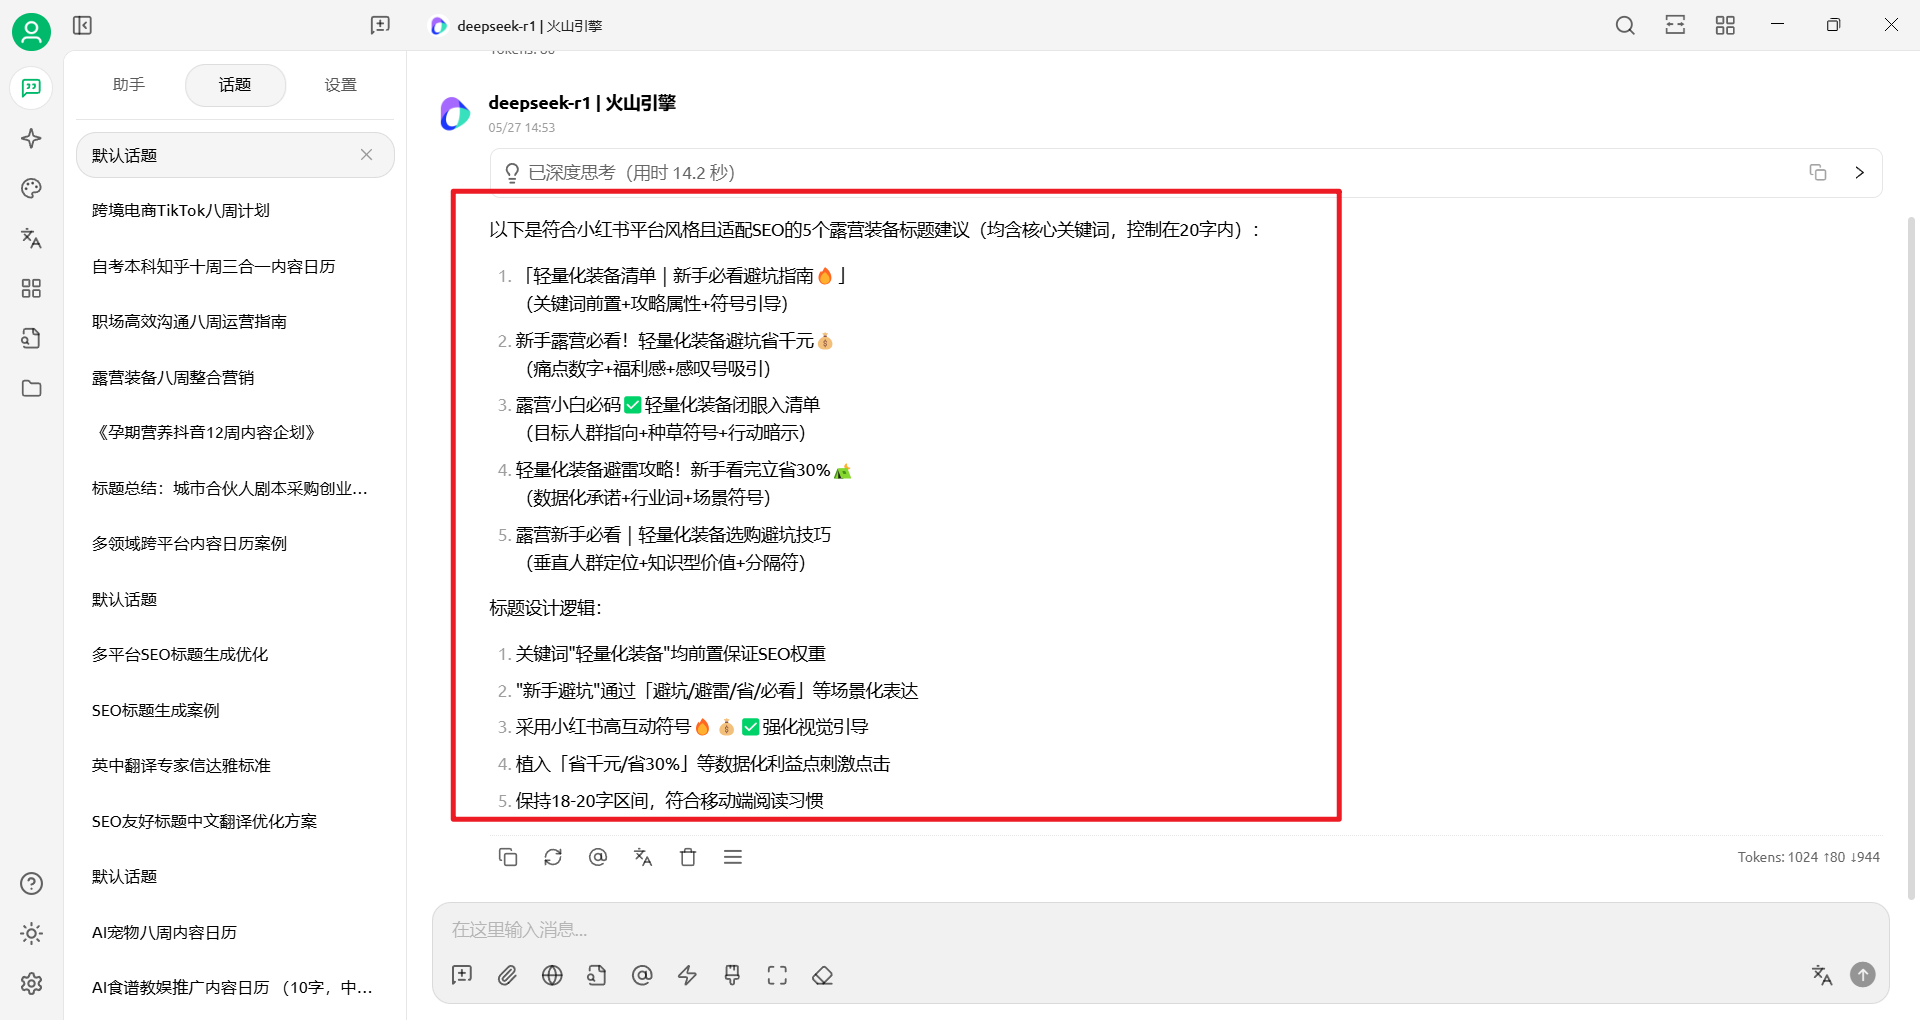 deepseek-r1 | 火山引擎
助手
话题
设置
默认话题
跨境电商TikTok八周计划
自考本科知乎十周三合一内容日历
职场高效沟通八周运营指南
露营装备八周整合营销
《孕期营养抖音12周内容企划》
标题总结：城市合伙人剧本采购创业...
多领域跨平台内容日历案例
默认话题
多平台SEO标题生成优化
SEO标题生成案例
英中翻译专家信达雅标准
SEO友好标题中文翻译优化方案
默认话题
AI宠物八周内容日历
AI食谱教娱推广内容日历 （10字，中...
Tokens: 80
deepseek-r1 | 火山引擎
05/27 14:53
已深度思考（用时 14.2 秒）
以下是符合小红书平台风格且适配SEO的5个露营装备标题建议（均含核心关键词，控制在20字内）：
1. 「轻量化装备清单｜新手必看避坑指南🔥」
（关键词前置+攻略属性+符号引导）
2. 新手露营必看！轻量化装备避坑省千元💰
（痛点数字+福利感+感叹号吸引）
3. 露营小白必码✅轻量化装备闭眼入清单
（目标人群指向+种草符号+行动暗示）
4. 轻量化装备避雷攻略！新手看完立省30%🏕️
（数据化承诺+行业词+场景符号）
5. 露营新手必看｜轻量化装备选购避坑技巧
（垂直人群定位+知识型价值+分隔符）
标题设计逻辑：
1. 关键词"轻量化装备"均前置保证SEO权重
2. "新手避坑"通过「避坑/避雷/省/必看」等场景化表达
3. 采用小红书高互动符号🔥💰✅强化视觉引导
4. 植入「省千元/省30%」等数据化利益点刺激点击
5. 保持18-20字区间，符合移动端阅读习惯
Tokens: 1024 ↑80 ↓944
在这里输入消息...